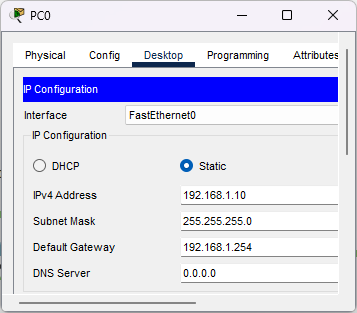 PC0
Physical Config Desktop Programming Attributes
IP Configuration
Interface FastEthernet0
IP Configuration
DHCP Static
IPv4 Address 192.168.1.10
Subnet Mask 255.255.255.0
Default Gateway 192.168.1.254
DNS Server 0.0.0.0